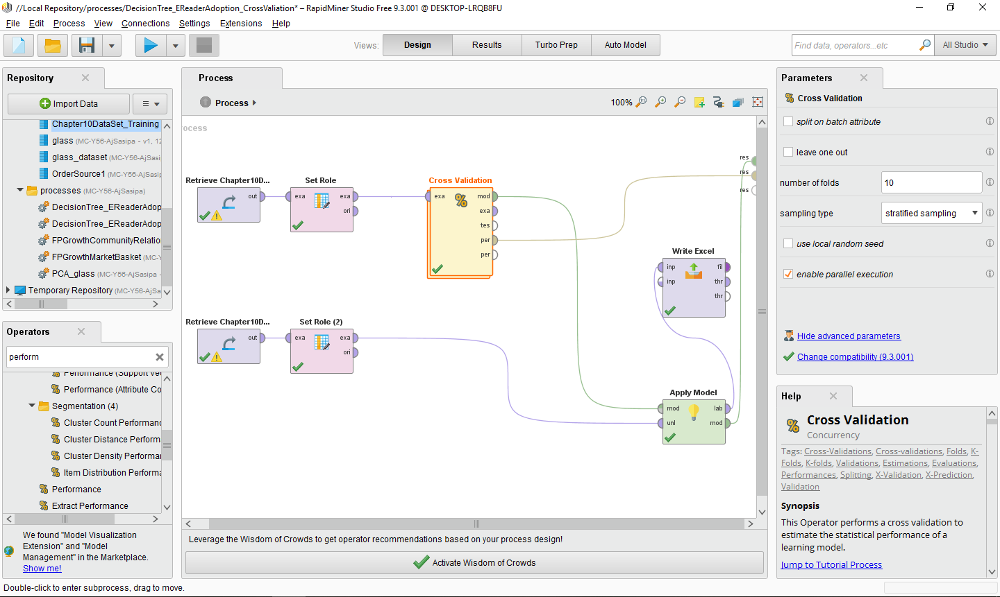 //Local Repository/processes/DecisionTree_EReaderAdoption_CrossValiation* – RapidMiner Studio Free 9.3.001 @ DESKTOP-LRQB8FU
File Edit Process View Connections Settings Extensions Help
Views: Design Results Turbo Prep Auto Model
Find data, operators...etc
All Studio
Repository
Import Data
Chapter10DataSet_Training
glass (MC-Y56-AjSasipa - v1, 12
glass_dataset (MC-Y56-AjSasi
OrderSource1 (MC-Y56-AjSasip
processes (MC-Y56-AjSasipa)
DecisionTree_EReaderAdop
DecisionTree_EReaderAdop
FPGrowthCommunityRelatio
FPGrowthMarketBasket (MC-Y
PCA_glass (MC-Y56-AjSasipa
Temporary Repository (MC-Y56-AjSa
Operators
perform
Performance (Support Vec
Performance (Attribute Co
Segmentation (4)
Cluster Count Performanc
Cluster Distance Perform
Cluster Density Performa
Item Distribution Performa
Performance
Extract Performance
We found "Model Visualization
Extension" and "Model
Management" in the Marketplace.
Show me!
Process
Process
100%
ocess
Retrieve Chapter10D...
out
Set Role
exa exa
ori
Cross Validation
exa mod
exa
tes
per
per
res
res
res
Write Excel
inp fil
inp thr
thr
Retrieve Chapter10D...
out
Set Role (2)
exa exa
ori
Apply Model
mod lab
unl mod
Leverage the Wisdom of Crowds to get operator recommendations based on your process design!
Activate Wisdom of Crowds
Parameters
Cross Validation
split on batch attribute
leave one out
number of folds 10
sampling type stratified sampling
use local random seed
enable parallel execution
Hide advanced parameters
Change compatibility (9.3.001)
Help
Cross Validation
Concurrency
Tags: Cross-Validations, Cross-validations, Folds, K-
Folds, K-folds, Validations, Estimations, Evaluations,
Performances, Splitting, X-Validation, X-Prediction,
Validation
Synopsis
This Operator performs a cross validation to
estimate the statistical performance of a
learning model.
Jump to Tutorial Process
Double-click to enter subprocess, drag to move.